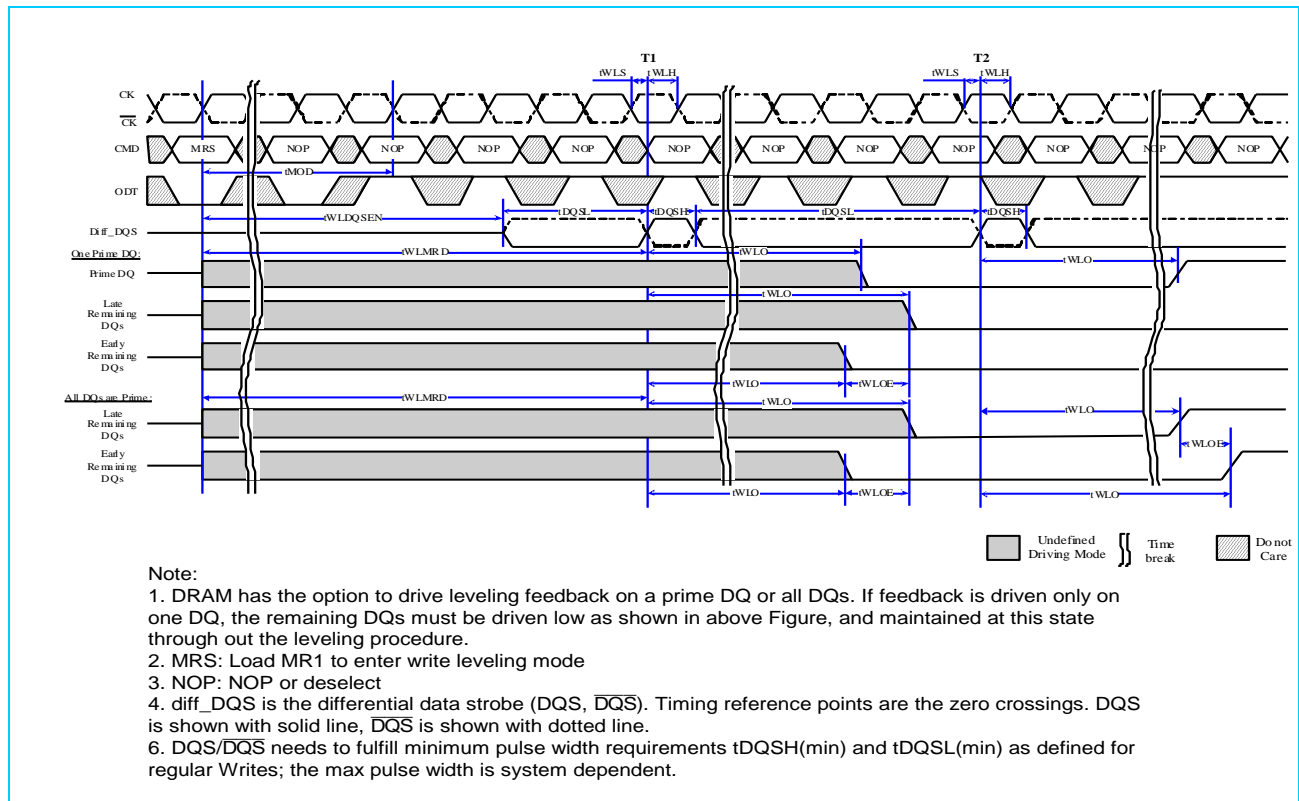 T1 T2
tWLS tWLH tWLS tWLH
CK
CK
CMD MRS NOP NOP NOP NOP NOP NOP NOP NOP NOP NOP NOP
tMOD
ODT
tWLDQSEN tDQSL tDQSH tDQSL tDQSH
Diff_DQS
tWLMRD tWLO tWLO
One Prime DQ:
Prime DQ
tWLO
Late
Remaining
DQs
Early
Remaining
DQs
tWLO tWLOE
All DQs are Prime:
tWLMRD tWLO tWLO
Late
Remaining
DQs
tWLOE
Early
Remaining
DQs
tWLO tWLOE tWLO
Undefined
Driving Mode
Time
break
Do not
Care
Note:
1. DRAM has the option to drive leveling feedback on a prime DQ or all DQs. If feedback is driven only on
one DQ, the remaining DQs must be driven low as shown in above Figure, and maintained at this state
through out the leveling procedure.
2. MRS: Load MR1 to enter write leveling mode
3. NOP: NOP or deselect
4. diff_DQS is the differential data strobe (DQS, DQS). Timing reference points are the zero crossings. DQS
is shown with solid line, DQS is shown with dotted line.
6. DQS/DQS needs to fulfill minimum pulse width requirements tDQSH(min) and tDQSL(min) as defined for
regular Writes; the max pulse width is system dependent.